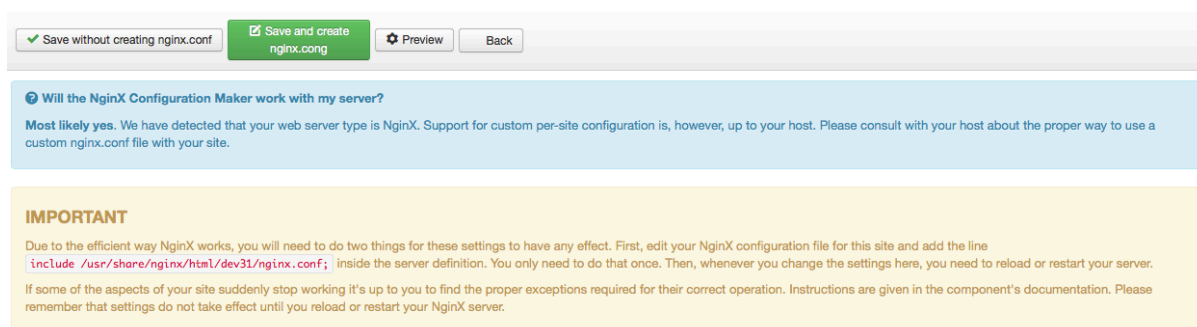 Save without creating nginx.conf
Save and create
nginx.cong
Preview
Back
Will the NginX Configuration Maker work with my server?
Most likely yes. We have detected that your web server type is NginX. Support for custom per-site configuration is, however, up to your host. Please consult with your host about the proper way to use a
custom nginx.conf file with your site.
IMPORTANT
Due to the efficient way NginX works, you will need to do two things for these settings to have any effect. First, edit your NginX configuration file for this site and add the line
include /usr/share/nginx/html/dev31/nginx.conf; inside the server definition. You only need to do that once. Then, whenever you change the settings here, you need to reload or restart your server.
If some of the aspects of your site suddenly stop working it's up to you to find the proper exceptions required for their correct operation. Instructions are given in the component's documentation. Please
remember that settings do not take effect until you reload or restart your NginX server.